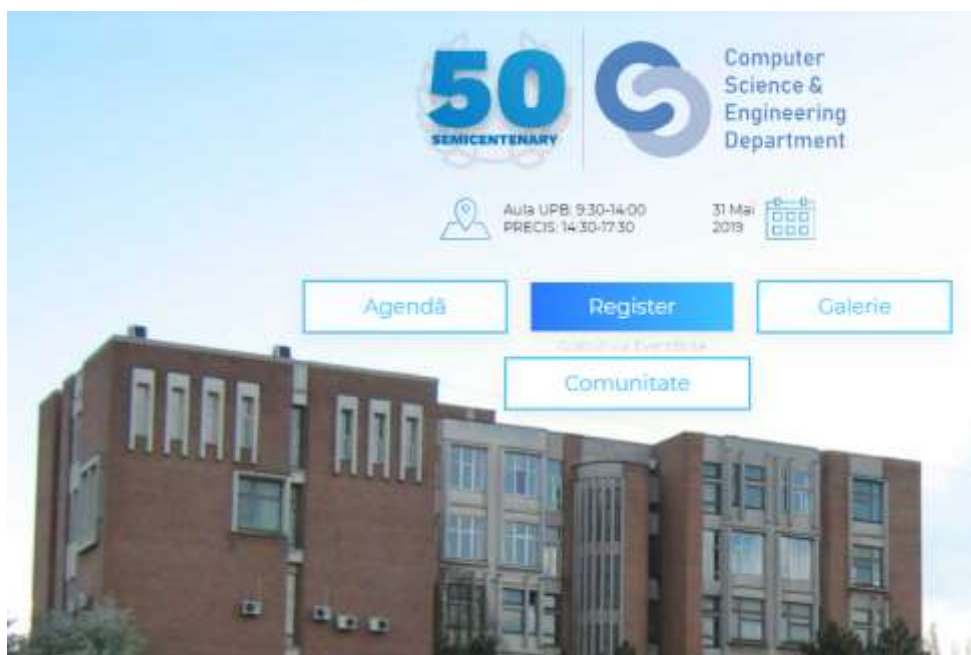 50
SEMICENTENARY
Computer
Science &
Engineering
Department
Aula UPB: 9:30-14:00
PRECIS: 14:30-17:30
31 Mai
2019
Agendă
Register
Galerie
Comunitate